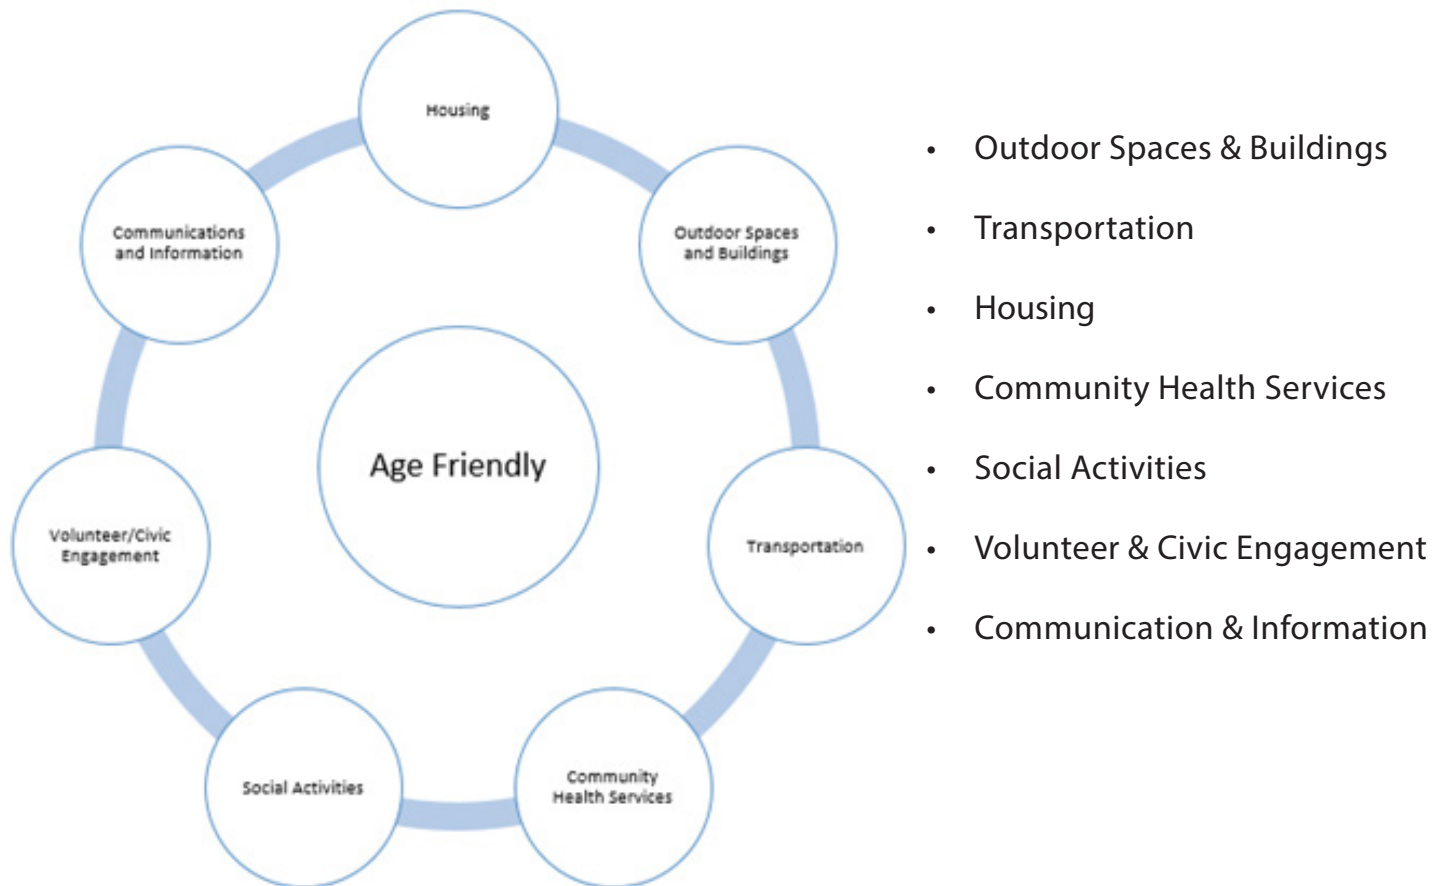 Housing
Outdoor Spaces
and Buildings
Transportation
Community
Health Services
Social Activities
Volunteer/Civic
Engagement
Communications
and Information
Age Friendly
• Outdoor Spaces & Buildings
• Transportation
• Housing
• Community Health Services
• Social Activities
• Volunteer & Civic Engagement
• Communication & Information